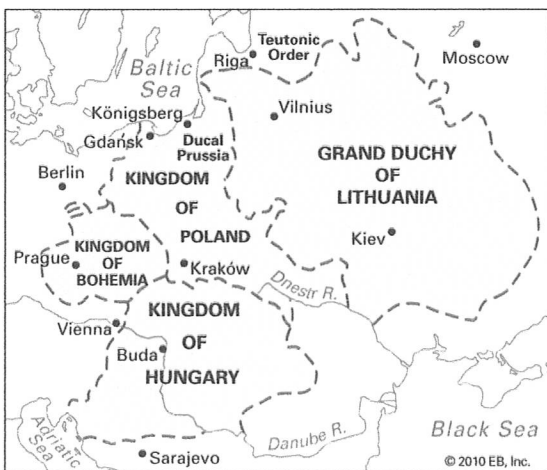 Teutonic
Order
Riga
Moscow
Baltic
Sea
Königsberg
Vilnius
Gdańsk
Ducal
Prussia
Berlin
KINGDOM
OF
POLAND
GRAND DUCHY
OF
LITHUANIA
Kiev
Prague
KINGDOM
OF
BOHEMIA
Kraków
Dnestr R.
Vienna
KINGDOM
OF
HUNGARY
Buda
Adriatic
Sea
Danube R.
Black Sea
Sarajevo
© 2010 EB, Inc.